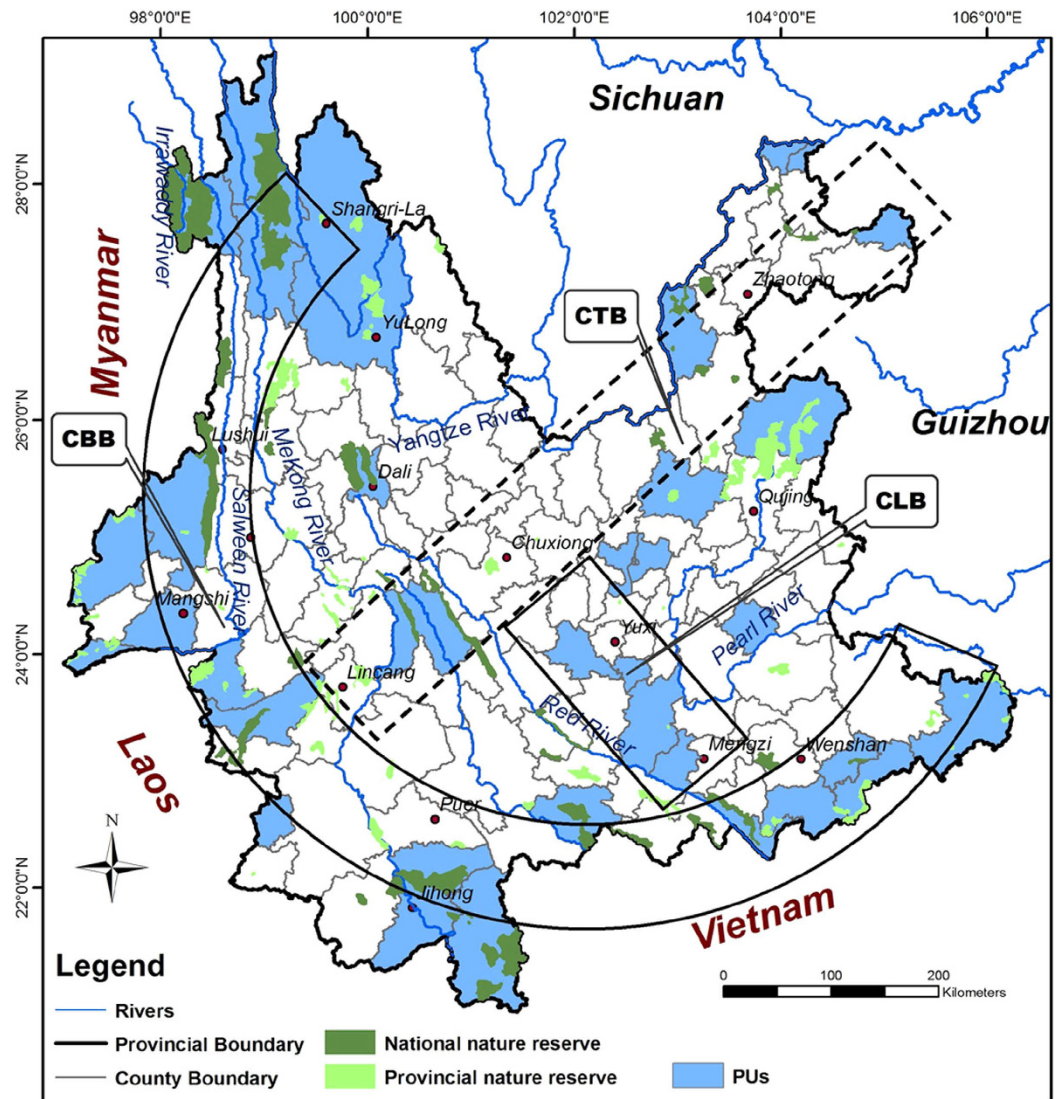 98°0'0"E
100°0'0"E
102°0'0"E
104°0'0"E
106°0'0"E
28°0'0"N
26°0'0"N
24°0'0"N
22°0'0"N
Sichuan
Irrawaddy River
Shangri-La
Zhaotong
Myanmar
CTB
YuLong
Guizhou
Yangtze River
CBB
Lushui
MeKong River
Dali
Qujing
CLB
Salween River
Chuxiong
Mangshi
Yuxi
Pearl River
Lincang
Red River
Mengzi
Wenshan
Laos
N
Puer
Jihong
Vietnam
Legend
0 100 200
Kilometers
Rivers
Provincial Boundary
National nature reserve
County Boundary
Provincial nature reserve
PUs